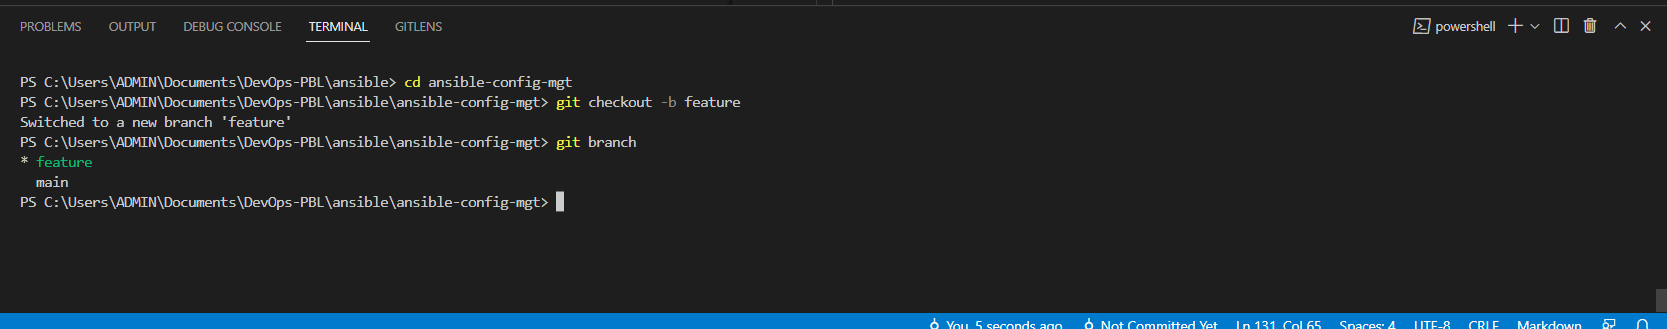 PROBLEMS OUTPUT DEBUG CONSOLE TERMINAL GITLENS powershell
PS C:\Users\ADMIN\Documents\DevOps-PBL\ansible> cd ansible-config-mgt
PS C:\Users\ADMIN\Documents\DevOps-PBL\ansible\ansible-config-mgt> git checkout -b feature
Switched to a new branch 'feature'
PS C:\Users\ADMIN\Documents\DevOps-PBL\ansible\ansible-config-mgt> git branch
* feature
  main
PS C:\Users\ADMIN\Documents\DevOps-PBL\ansible\ansible-config-mgt>
You, 5 seconds ago Not Committed Yet Ln 131, Col 65 Spaces: 4 UTF-8 CRLF Markdown